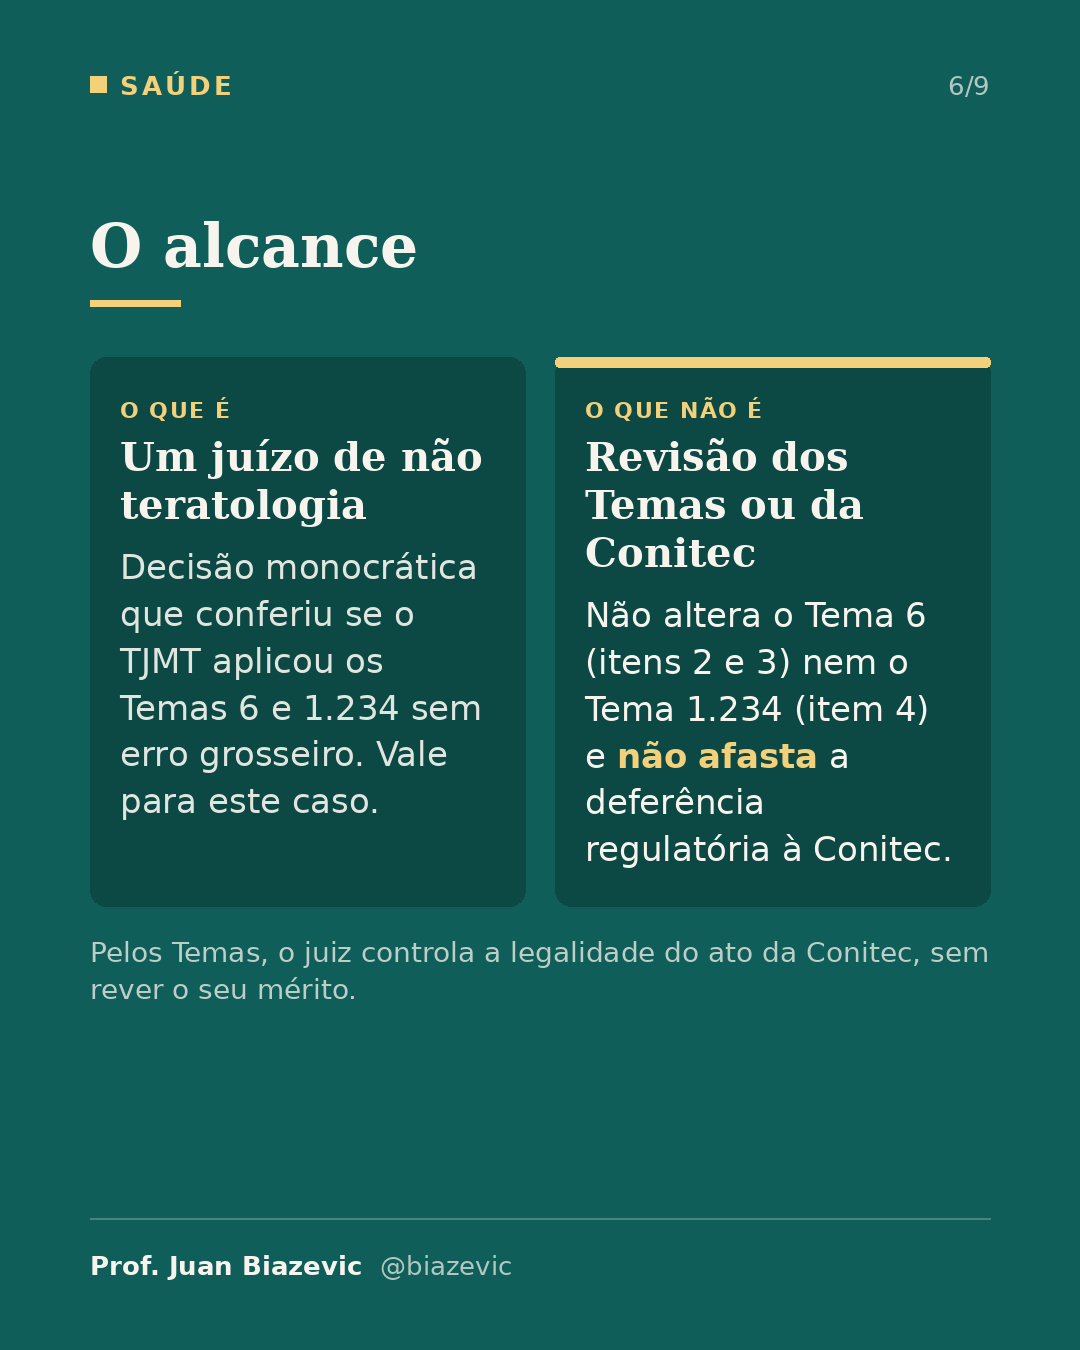 SAÚDE
6/9
O alcance
O QUE É
Um juízo de não
teratologia
Decisão monocrática
que conferiu se o
TJMT aplicou os
Temas 6 e 1.234 sem
erro grosseiro. Vale
para este caso.
O QUE NÃO É
Revisão dos
Temas ou da
Conitec
Não altera o Tema 6
(itens 2 e 3) nem o
Tema 1.234 (item 4)
e não afasta a
deferência
regulatória à Conitec.
Pelos Temas, o juiz controla a legalidade do ato da Conitec, sem
rever o seu mérito.
Prof. Juan Biazevic @biazevic